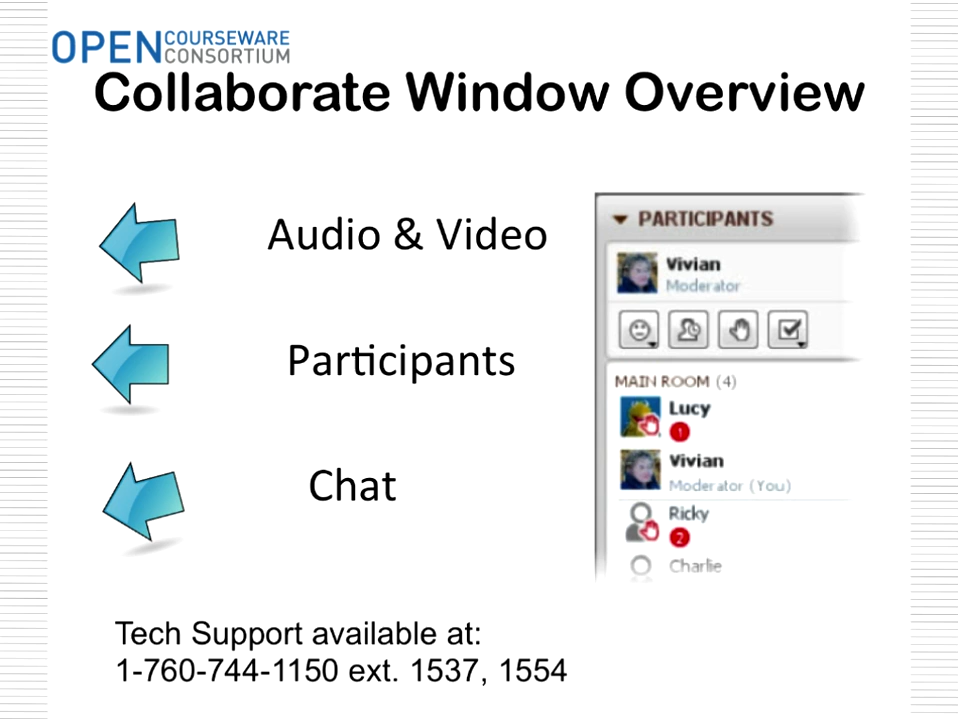 OPEN COURSEWARE
CONSORTIUM
Collaborate Window Overview
Audio & Video
Participants
Chat
PARTICIPANTS
Vivian
Moderator
MAIN ROOM (4)
Lucy
1
Vivian
Moderator (You)
Ricky
2
Charlie
Tech Support available at:
1-760-744-1150 ext. 1537, 1554